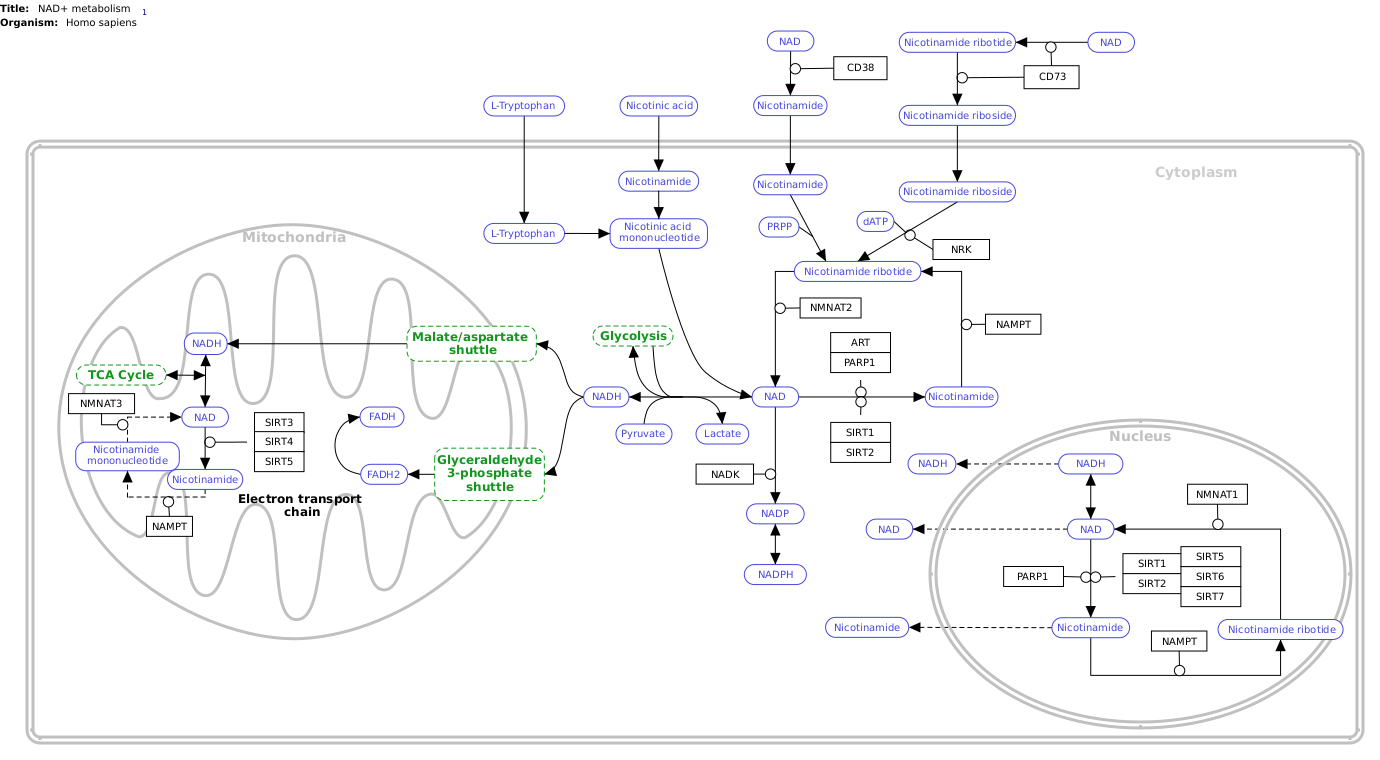 Title: NAD+ metabolism 1
Organism: Homo sapiens
NAD
Nicotinamide ribotide
NAD
CD38
CD73
L-Tryptophan
Nicotinic acid
Nicotinamide
Nicotinamide riboside
Cytoplasm
Nicotinamide
Nicotinamide
Nicotinamide riboside
L-Tryptophan
Nicotinic acid
mononucleotide
PRPP
dATP
NRK
Mitochondria
Nicotinamide ribotide
NMNAT2
NAMPT
NADH
Malate/aspartate
shuttle
Glycolysis
ART
PARP1
TCA Cycle
NMNAT3
NAD
FADH
NADH
NAD
Nicotinamide
SIRT3
SIRT4
SIRT5
Pyruvate
Lactate
SIRT1
SIRT2
Nucleus
Nicotinamide
mononucleotide
Nicotinamide
FADH2
Glyceraldehyde
3-phosphate
shuttle
NADK
NADH
NADH
Electron transport
chain
NAMPT
NADP
NAD
NAD
NMNAT1
NADPH
PARP1
SIRT1
SIRT2
SIRT5
SIRT6
SIRT7
Nicotinamide
Nicotinamide
Nicotinamide ribotide
NAMPT